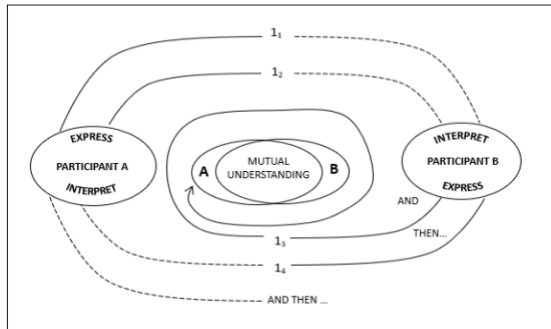 1₁
1₂
EXPRESS
PARTICIPANT A
INTERPRET
A
MUTUAL
UNDERSTANDING
B
INTERPRET
PARTICIPANT B
EXPRESS
AND
THEN...
1₃
1₄
AND THEN ...